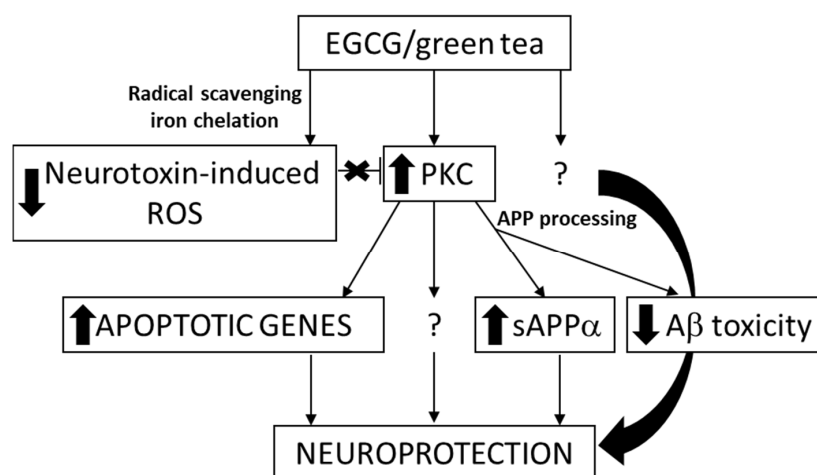 EGCG/green tea
Radical scavenging
iron chelation
Neurotoxin-induced
ROS
PKC
?
APP processing
APOPTOTIC GENES
?
sAPPα
Aβ toxicity
NEUROPROTECTION